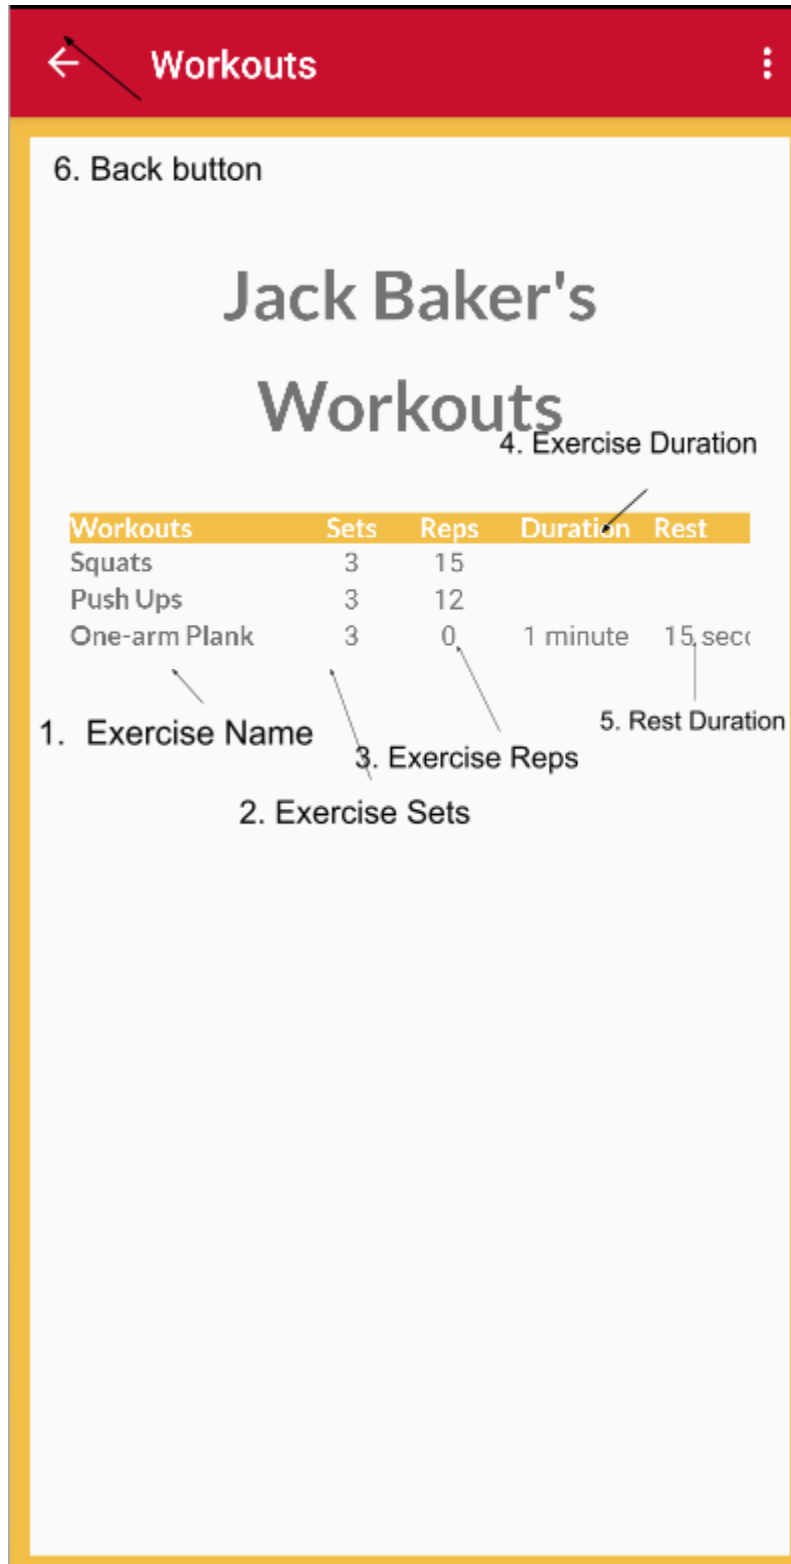 Workouts
6. Back button
Jack Baker's
Workouts
4. Exercise Duration
Workouts Sets Reps Duration Rest
Squats 3 15
Push Ups 3 12
One-arm Plank 3 0 1 minute 15 sec
1. Exercise Name
5. Rest Duration
3. Exercise Reps
2. Exercise Sets